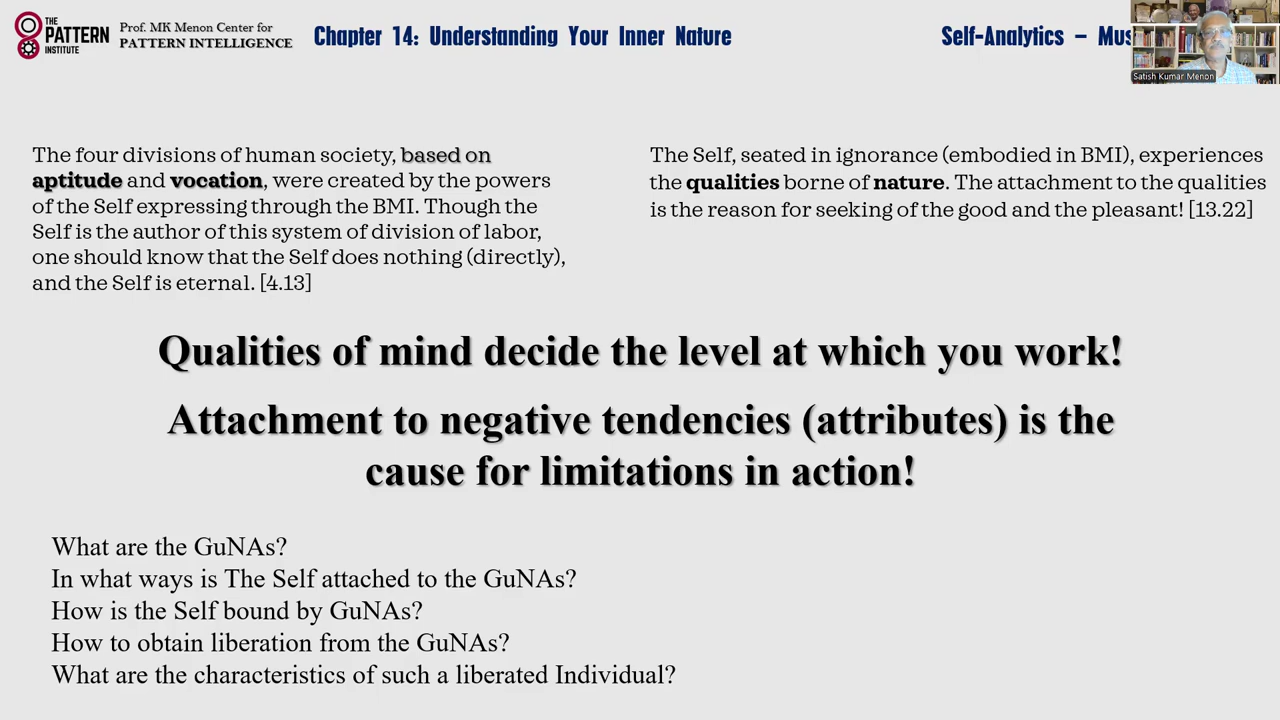 THE
PATTERN
INSTITUTE
Prof. MK Menon Center for
PATTERN INTELLIGENCE
Chapter 14: Understanding Your Inner Nature
Self-Analytics – Mus
Satish Kumar Menon
The four divisions of human society, based on
aptitude and vocation, were created by the powers
of the Self expressing through the BMI. Though the
Self is the author of this system of division of labor,
one should know that the Self does nothing (directly),
and the Self is eternal. [4.13]
The Self, seated in ignorance (embodied in BMI), experiences
the qualities borne of nature. The attachment to the qualities
is the reason for seeking of the good and the pleasant! [13.22]
Qualities of mind decide the level at which you work!
Attachment to negative tendencies (attributes) is the
cause for limitations in action!
What are the GuNAs?
In what ways is The Self attached to the GuNAs?
How is the Self bound by GuNAs?
How to obtain liberation from the GuNAs?
What are the characteristics of such a liberated Individual?